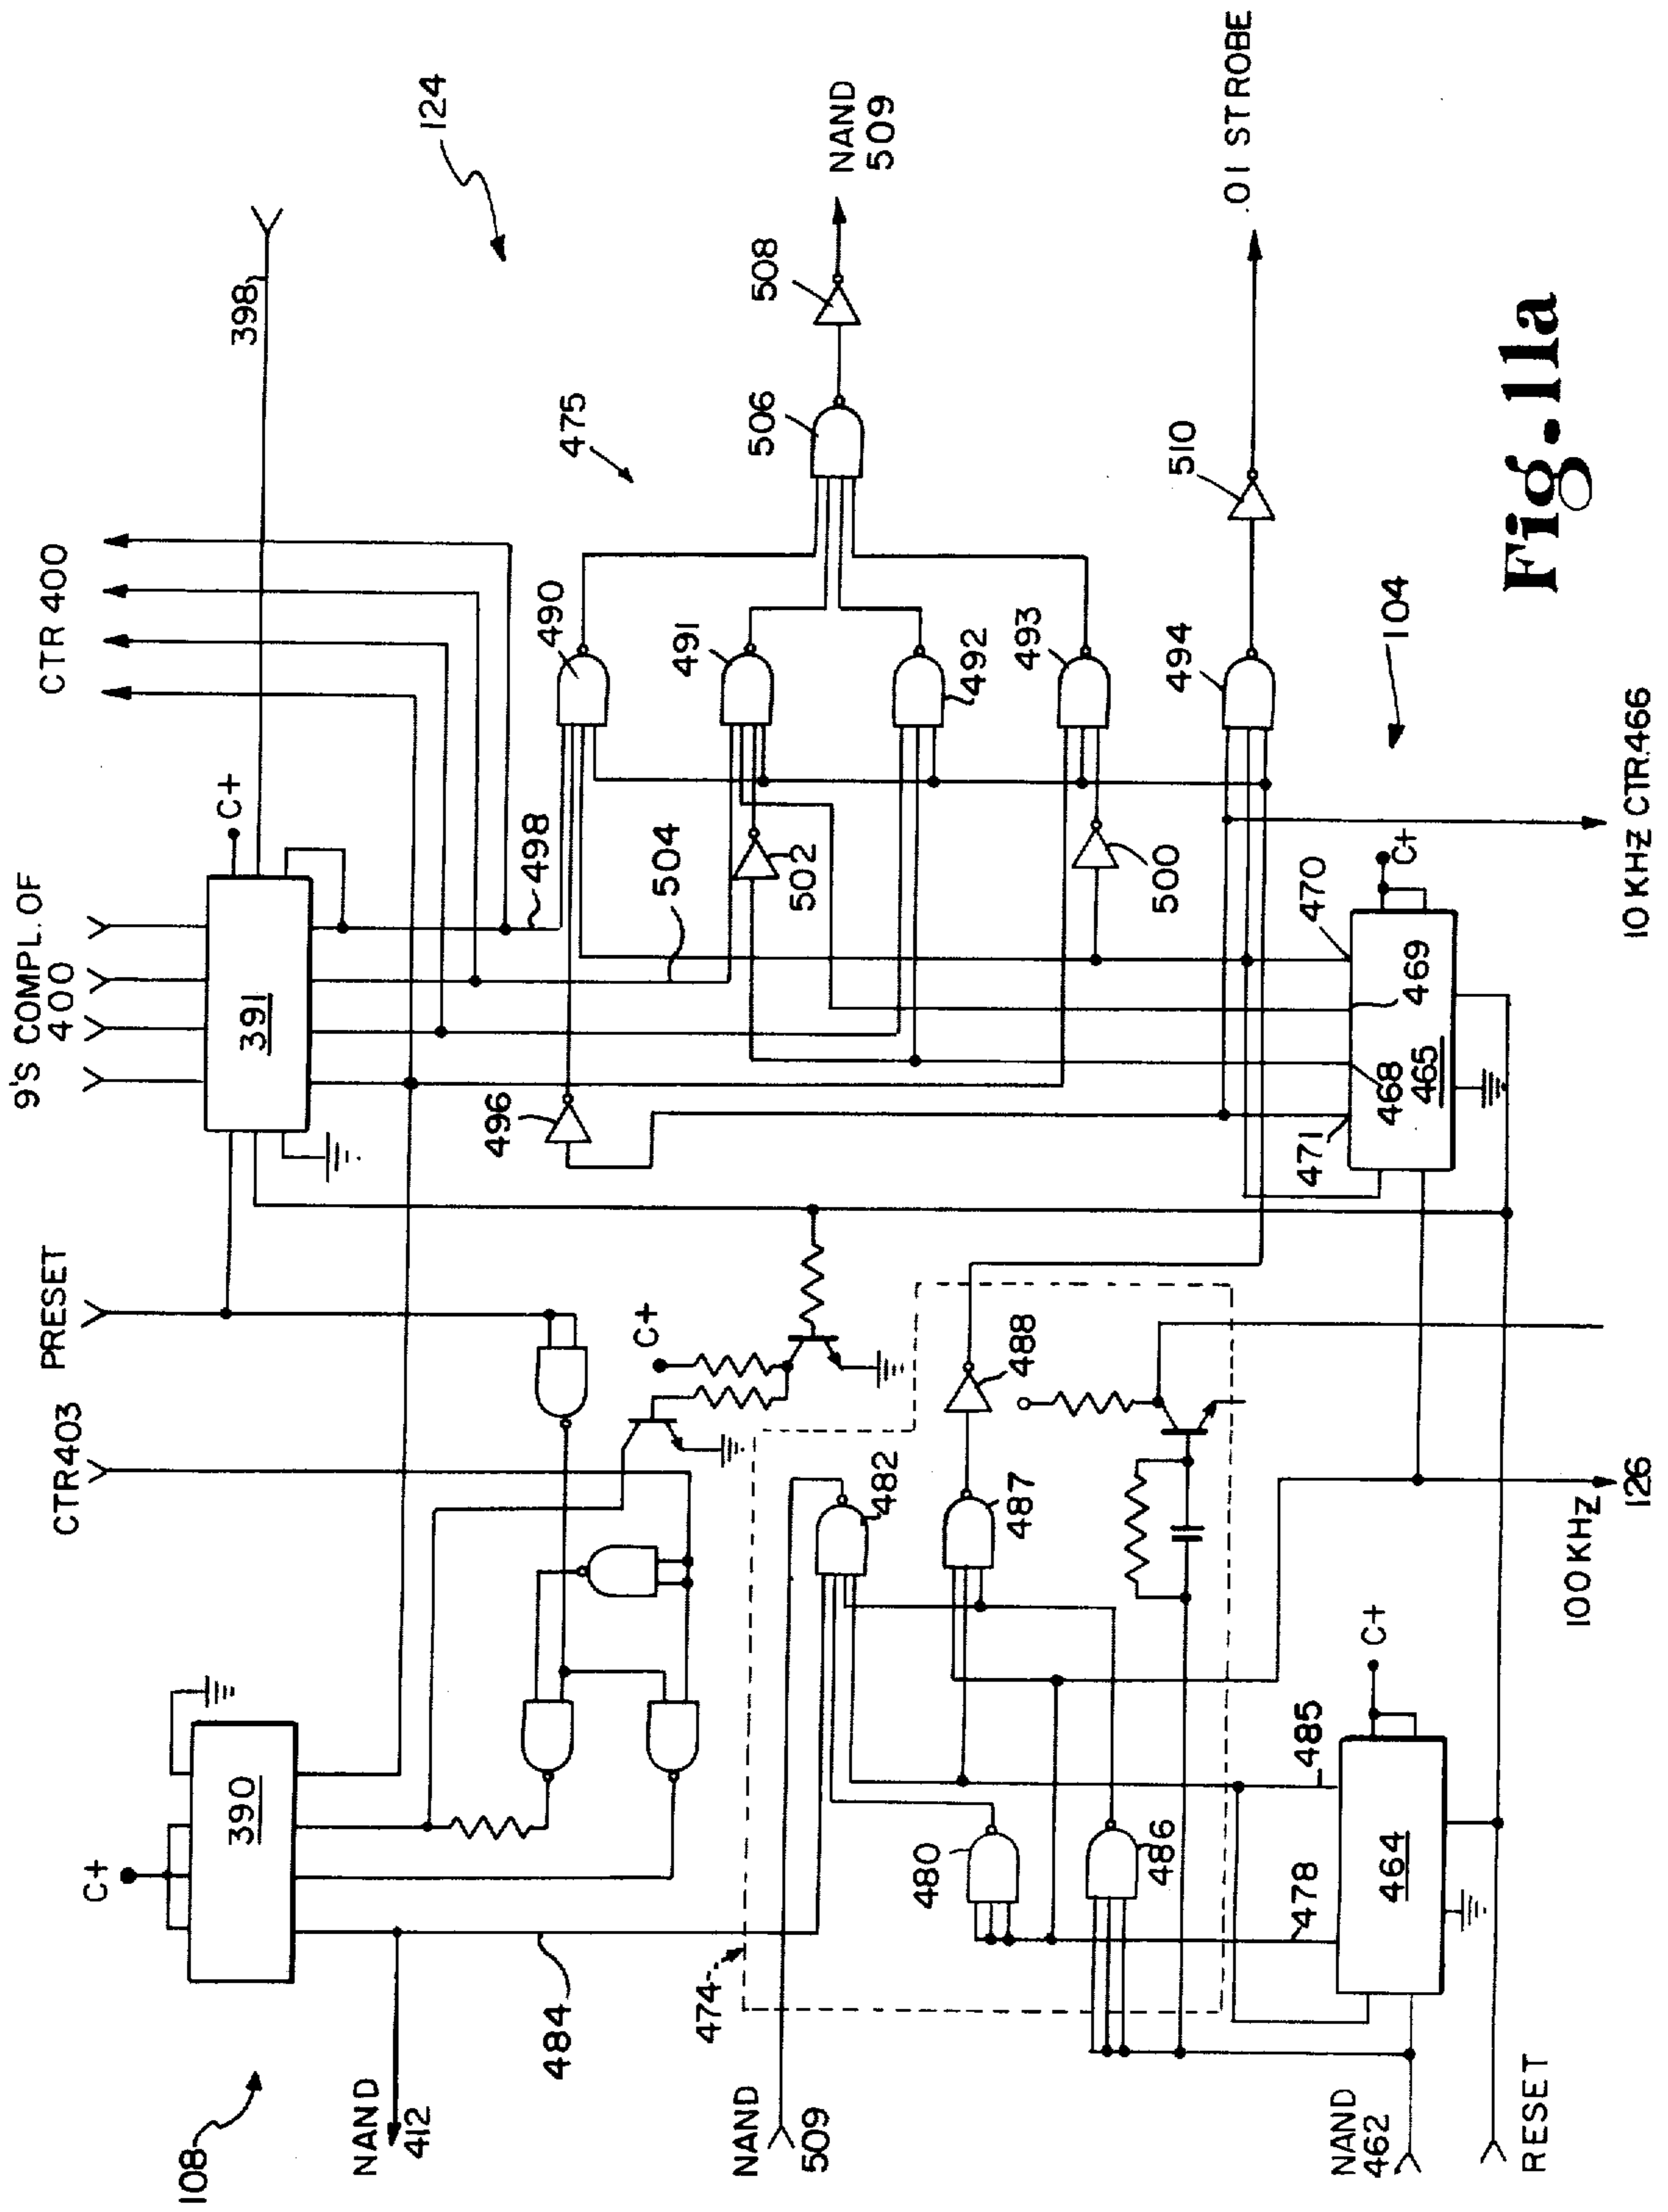 108
NAND
412
C+
390
484
CTR403
PRESET
9'S COMPL. OF
400
391
C+
CTR 400
398
124
498
504
496
C+
474
NAND
509
480
482
486
487
488
478
485
464
C+
NAND
462
RESET
100KHZ
126
475
490
491
492
493
494
502
500
506
508
NAND
509
510
.01 STROBE
471
468
469
470
465
C+
104
10 KHZ CTR.466
Fig-11a